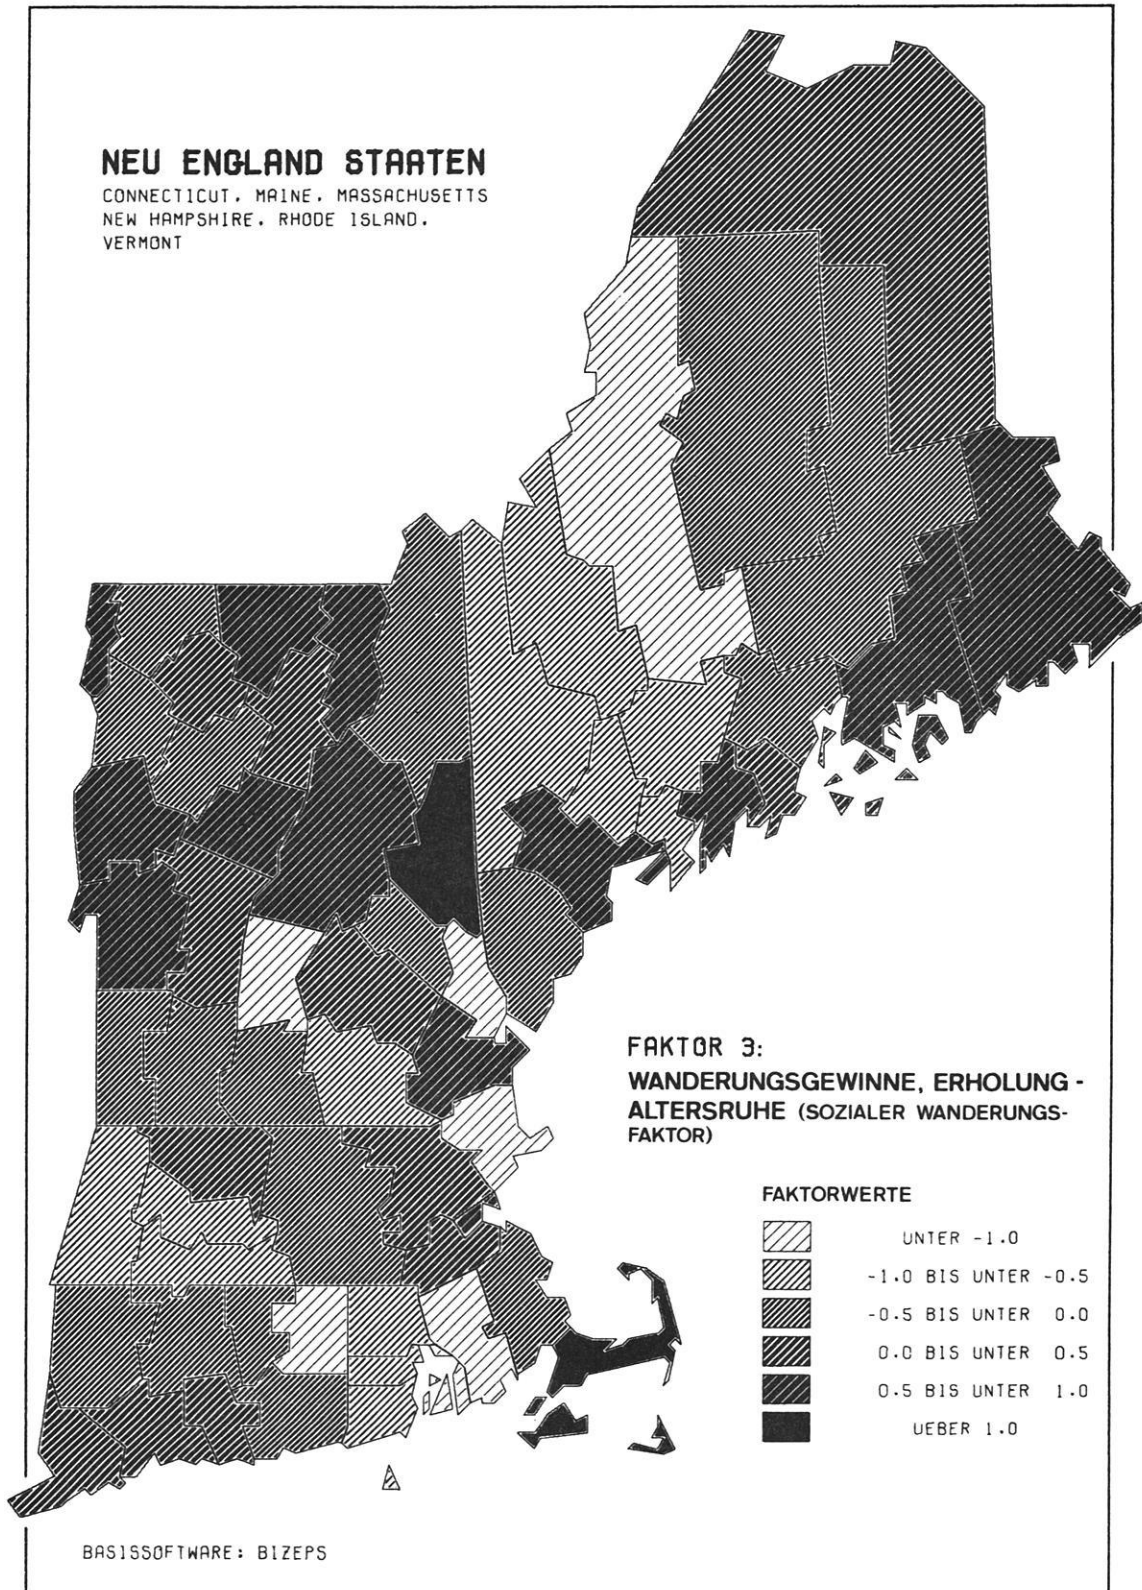 NEU ENGLAND STAATEN
CONNECTICUT, MAINE, MASSACHUSETTS
NEW HAMPSHIRE, RHODE ISLAND,
VERMONT
FAKTOR 3:
WANDERUNGSGEWINNE, ERHOLUNG -
ALTERSRUHE (SOZIALER WANDERUNGS-
FAKTOR)
FAKTORWERTE
UNTER -1.0
-1.0 BIS UNTER -0.5
-0.5 BIS UNTER 0.0
0.0 BIS UNTER 0.5
0.5 BIS UNTER 1.0
UEBER 1.0
BASISSOFTWARE: BIZEPS